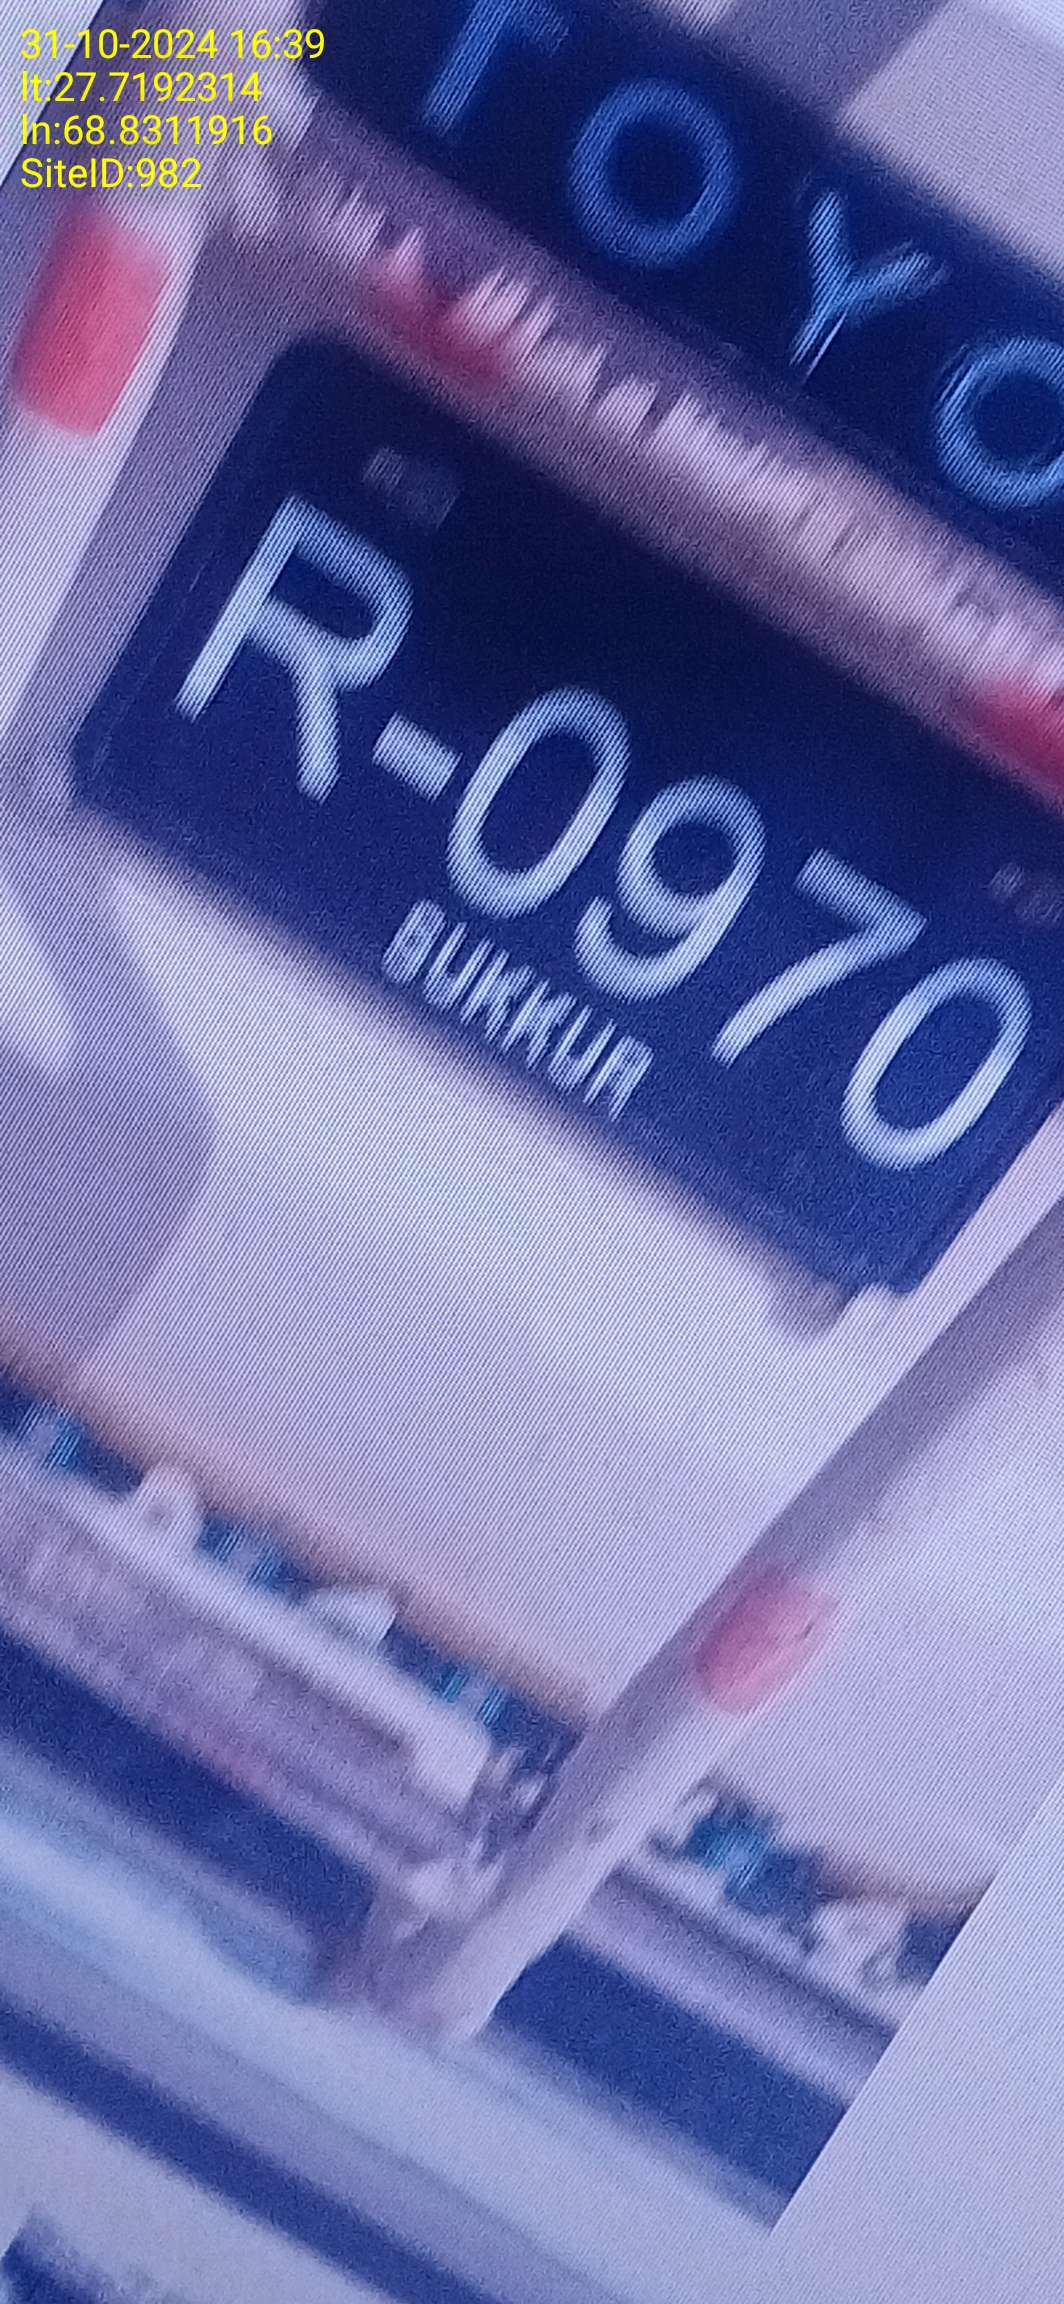 31-10-2024 16:39
lt:27.7192314
ln:68.8311916
SiteID:982
TOYO
R-0970
SUKKUR